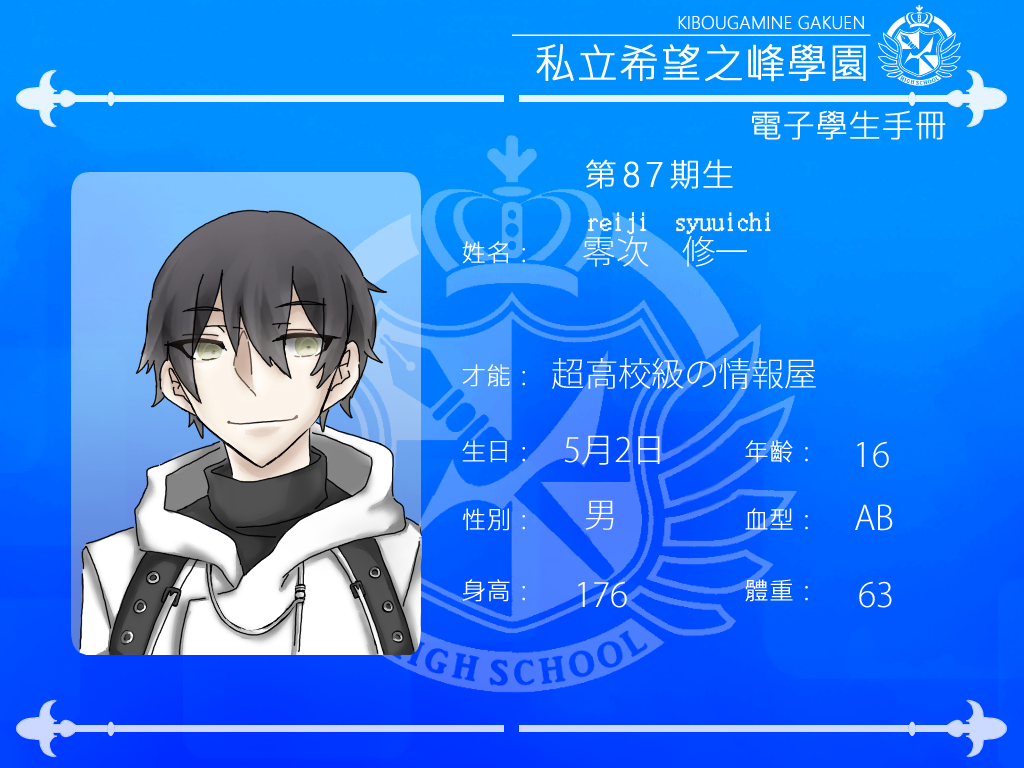 KIBOUGAMINE GAKUEN
私立希望之峰學園
HIGH SCHOOL
電子學生手冊
第87期生
reiji syuuichi
姓名： 零次 修一
才能： 超高校級の情報屋
生日： 5月2日 年齡： 16
性別： 男 血型： AB
身高： 176 體重： 63
HIGH SCHOOL